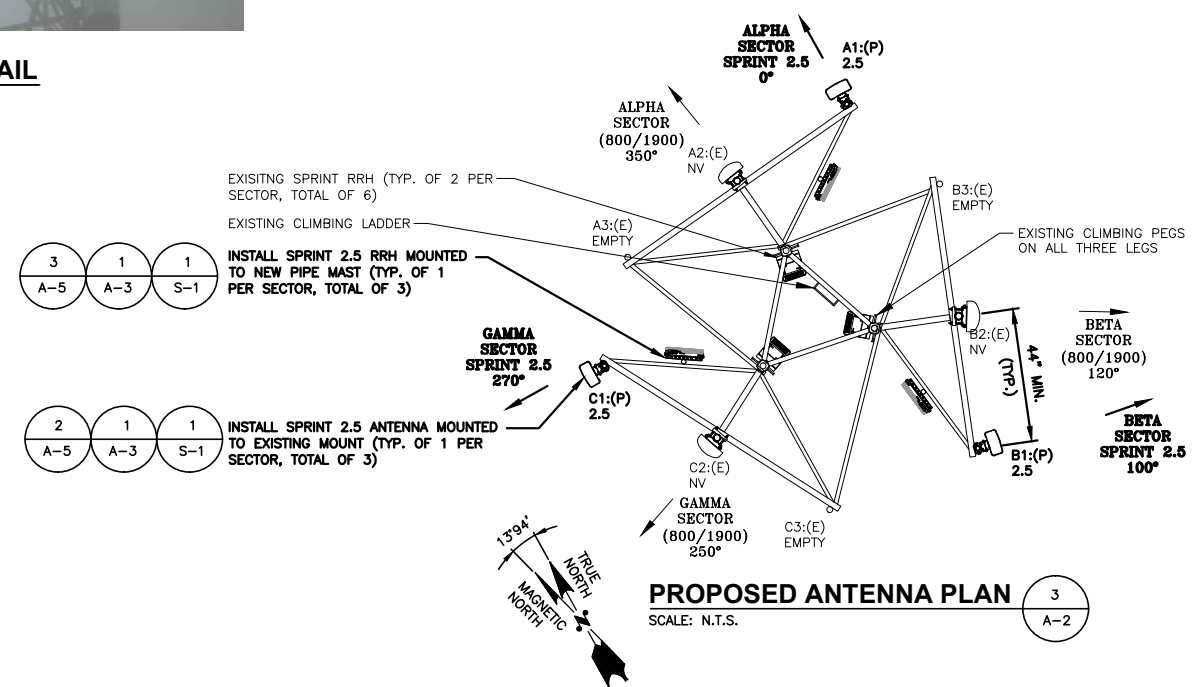 AIL
ALPHA
SECTOR
SPRINT 2.5
0°
A1:(P)
2.5
ALPHA
SECTOR
(800/1900)
350°
A2:(E)
NV
EXISITNG SPRINT RRH (TYP. OF 2 PER
SECTOR, TOTAL OF 6)
EXISTING CLIMBING LADDER
A3:(E)
EMPTY
B3:(E)
EMPTY
EXISTING CLIMBING PEGS
ON ALL THREE LEGS
3
A-5
1
A-3
1
S-1
INSTALL SPRINT 2.5 RRH MOUNTED
TO NEW PIPE MAST (TYP. OF 1
PER SECTOR, TOTAL OF 3)
GAMMA
SECTOR
SPRINT 2.5
270°
B2:(E)
NV
44" MIN.
(TYP.)
BETA
SECTOR
(800/1900)
120°
C1:(P)
2.5
2
A-5
1
A-3
1
S-1
INSTALL SPRINT 2.5 ANTENNA MOUNTED
TO EXISTING MOUNT (TYP. OF 1 PER
SECTOR, TOTAL OF 3)
BETA
SECTOR
SPRINT 2.5
100°
B1:(P)
2.5
C2:(E)
NV
GAMMA
SECTOR
(800/1900)
250°
C3:(E)
EMPTY
13°94'
TRUE
NORTH
MAGNETIC
NORTH
PROPOSED ANTENNA PLAN
SCALE: N.T.S.
3
A-2